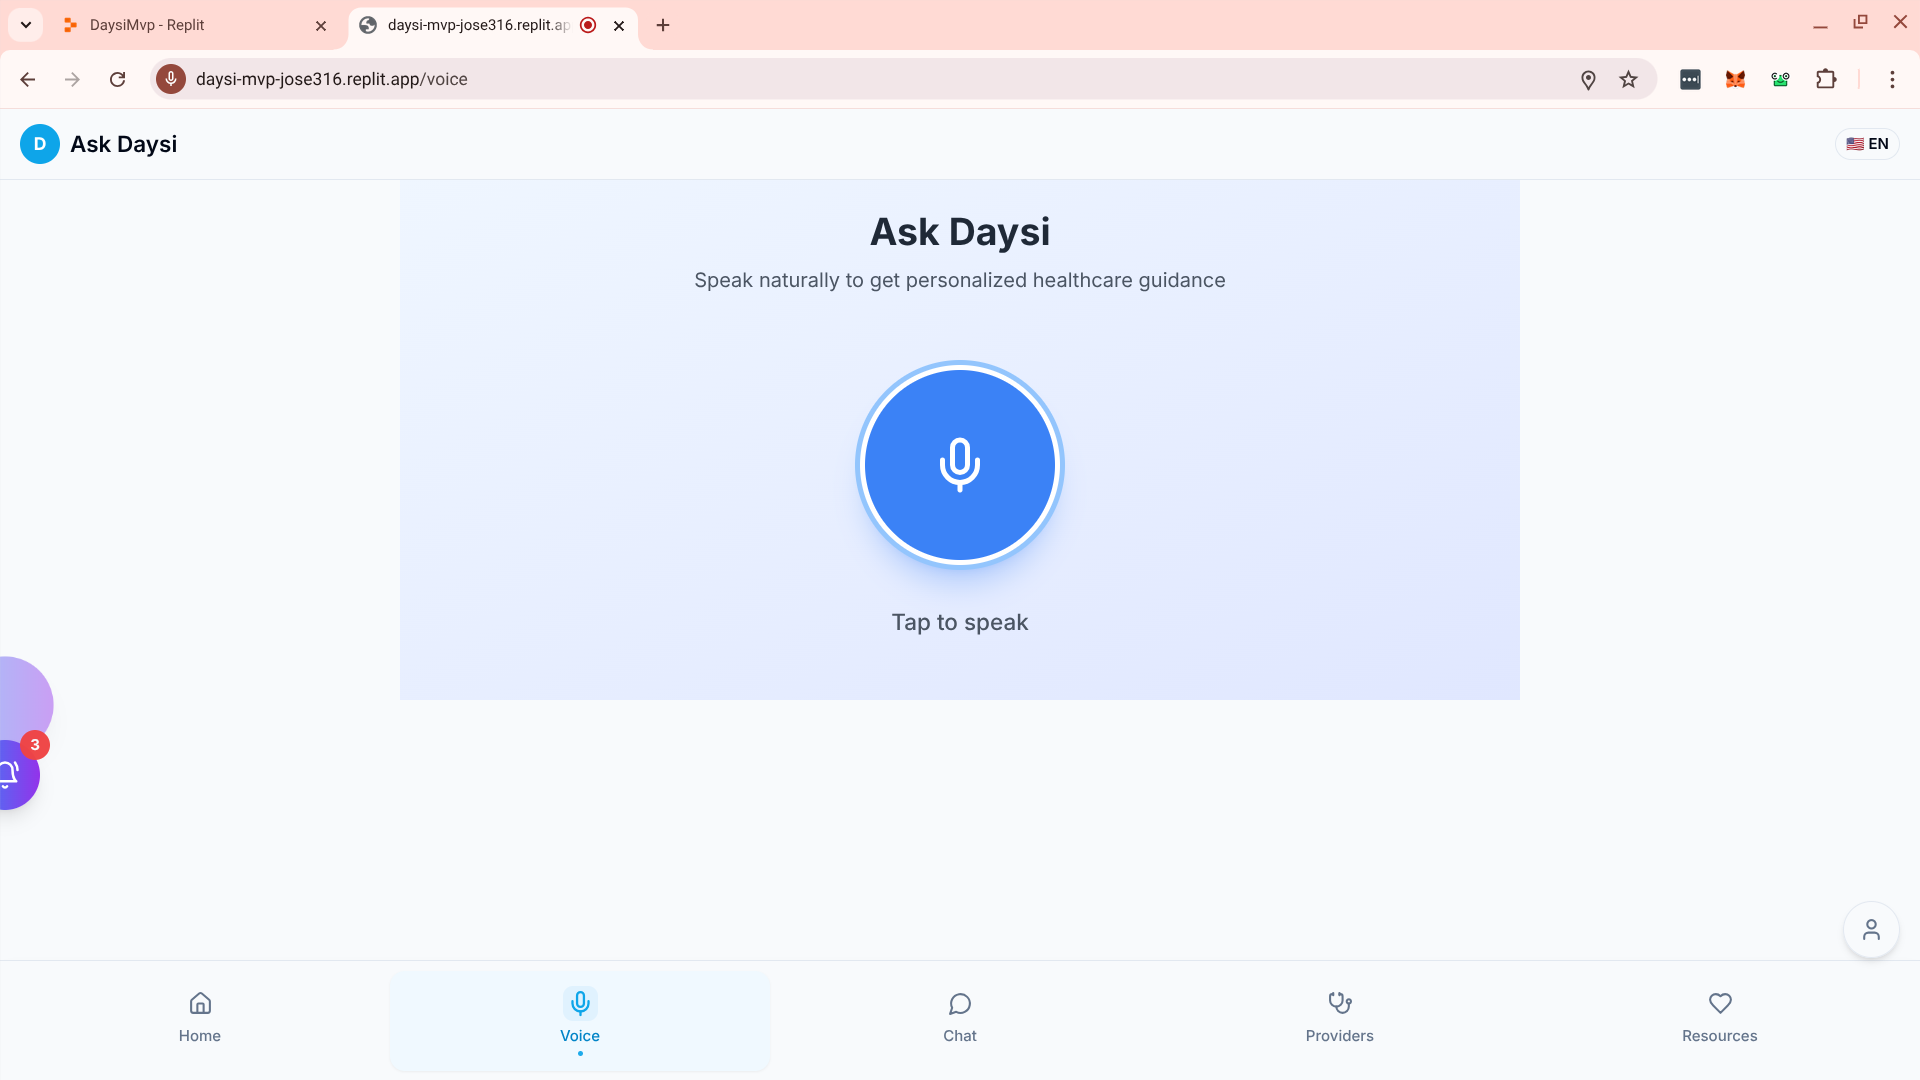 DaysiMvp - Replit
daysi-mvp-jose316.replit.ap
daysi-mvp-jose316.replit.app/voice
D
Ask Daysi
EN
Ask Daysi
Speak naturally to get personalized healthcare guidance
Tap to speak
3
Home
Voice
Chat
Providers
Resources